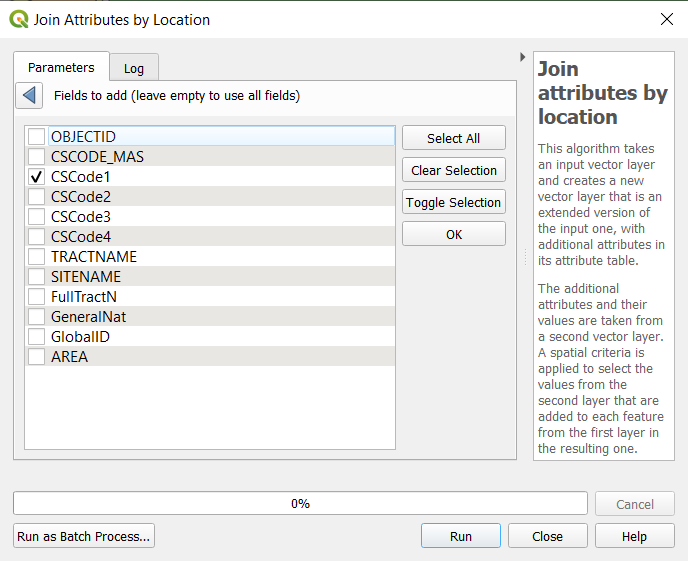 Join Attributes by Location
Parameters
Log
Fields to add (leave empty to use all fields)
OBJECTID
CSCODE_MAS
CSCode1
CSCode2
CSCode3
CSCode4
TRACTNAME
SITENAME
FullTractN
GeneralNat
GlobalID
AREA
Select All
Clear Selection
Toggle Selection
OK
Join
attributes by
location
This algorithm takes
an input vector layer
and creates a new
vector layer that is an
extended version of
the input one, with
additional attributes in
its attribute table.
The additional
attributes and their
values are taken from
a second vector layer.
A spatial criteria is
applied to select the
values from the
second layer that are
added to each feature
from the first layer in
the resulting one.
0%
Cancel
Run as Batch Process...
Run
Close
Help